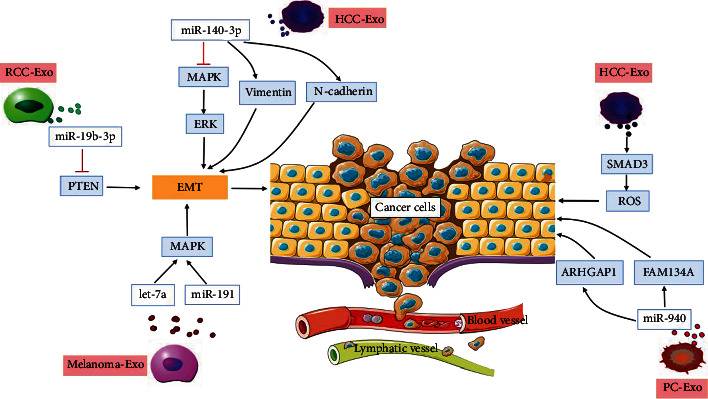 miR-140-3p
HCC-Exo
RCC-Exo
HCC-Exo
MAPK
Vimentin
N-cadherin
ERK
miR-19b-3p
SMAD3
PTEN
EMT
Cancer cells
ROS
MAPK
ARHGAP1
FAM134A
let-7a
miR-191
Blood vessel
miR-940
Lymphatic vessel
Melanoma-Exo
PC-Exo